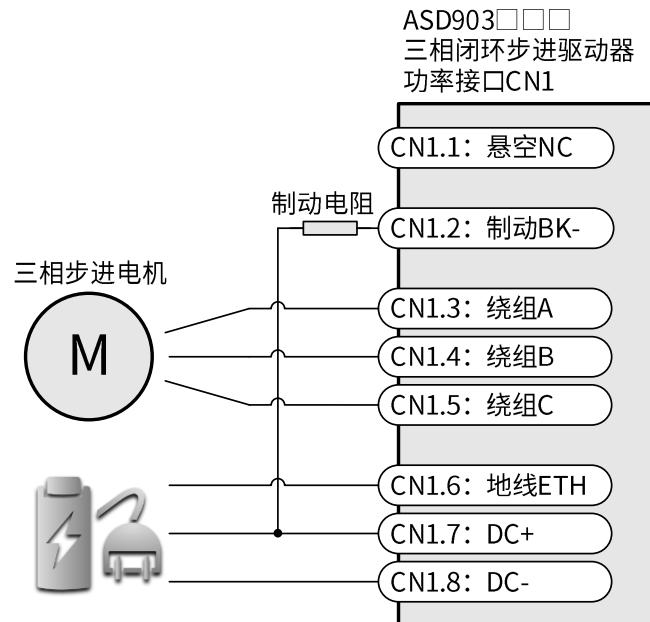 ASD903□□□
三相闭环步进驱动器
功率接口CN1
CN1.1：悬空NC
制动电阻
CN1.2：制动BK-
三相步进电机
M
CN1.3：绕组A
CN1.4：绕组B
CN1.5：绕组C
CN1.6：地线ETH
CN1.7：DC+
CN1.8：DC-